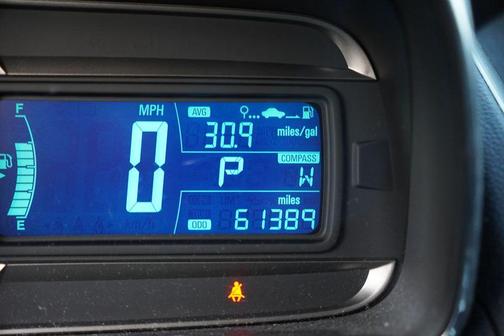 F MPH AVG
0 30.9 miles/gal
P COMPASS W
miles
E ODO 61389